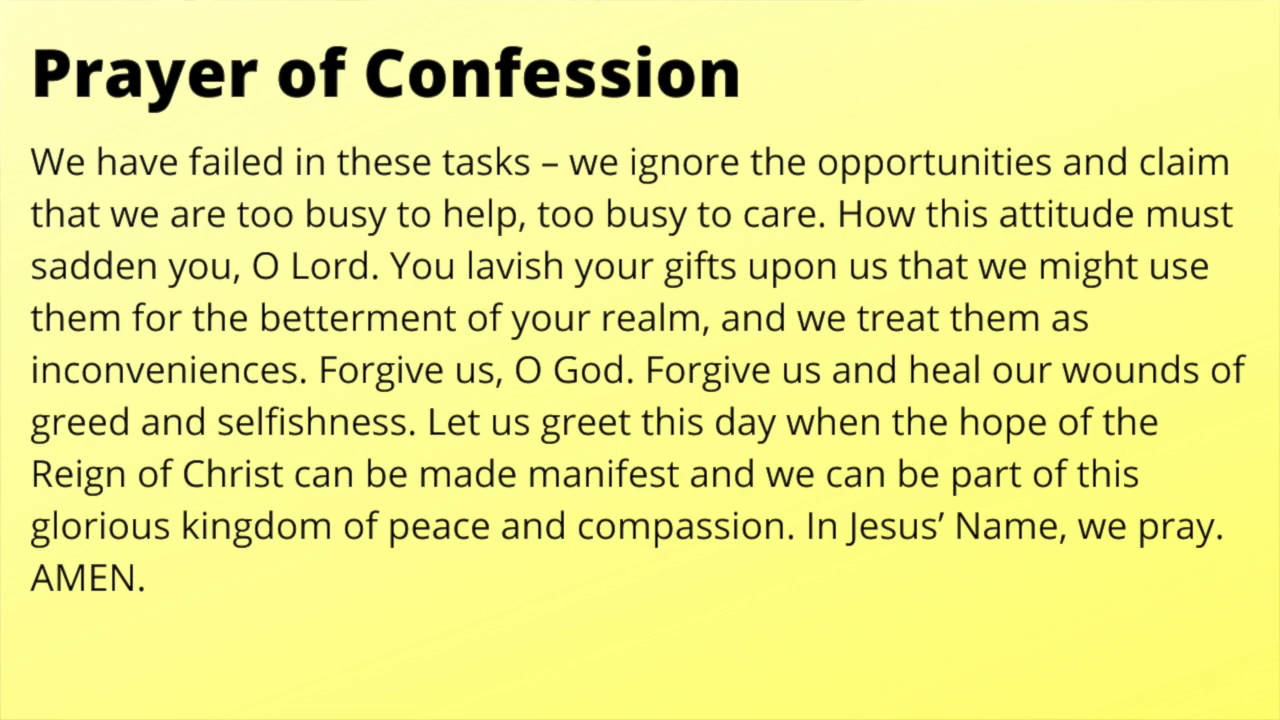 Prayer of Confession
We have failed in these tasks – we ignore the opportunities and claim
that we are too busy to help, too busy to care. How this attitude must
sadden you, O Lord. You lavish your gifts upon us that we might use
them for the betterment of your realm, and we treat them as
inconveniences. Forgive us, O God. Forgive us and heal our wounds of
greed and selfishness. Let us greet this day when the hope of the
Reign of Christ can be made manifest and we can be part of this
glorious kingdom of peace and compassion. In Jesus’ Name, we pray.
AMEN.